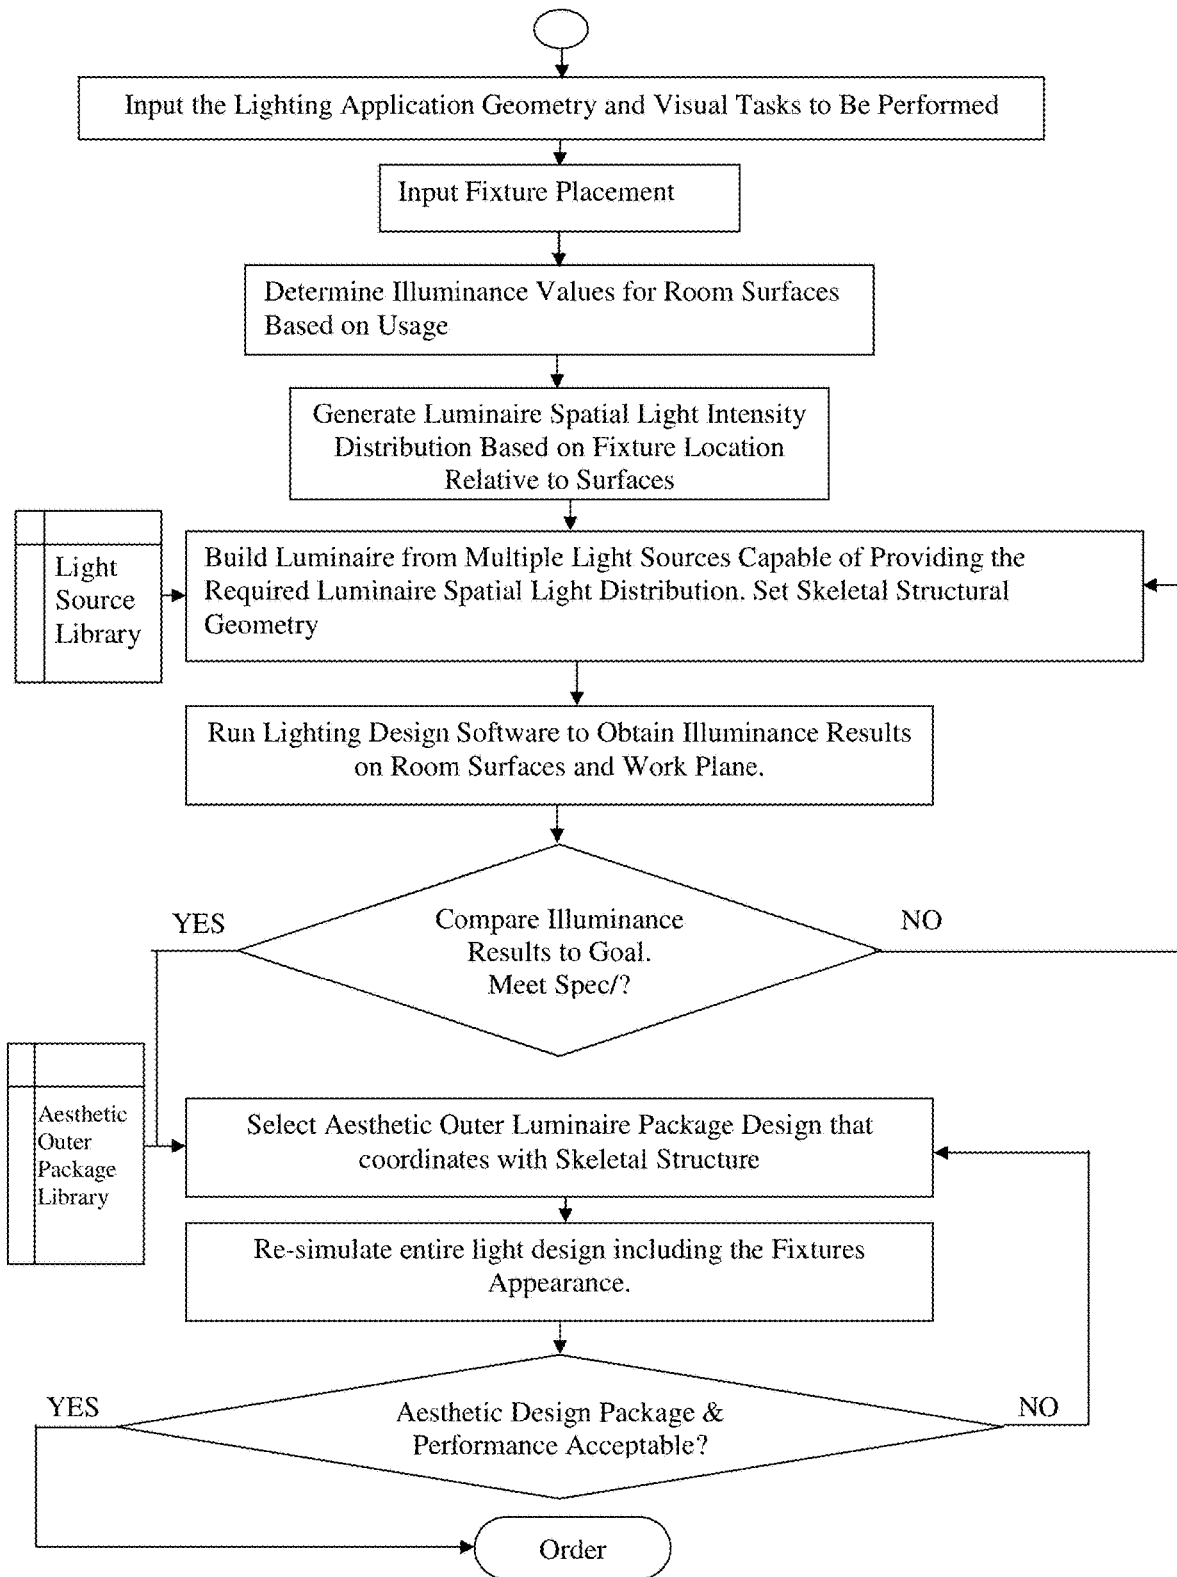 Input the Lighting Application Geometry and Visual Tasks to Be Performed
Input Fixture Placement
Determine Illuminance Values for Room Surfaces
Based on Usage
Generate Luminaire Spatial Light Intensity
Distribution Based on Fixture Location
Relative to Surfaces
Light
Source
Library
Build Luminaire from Multiple Light Sources Capable of Providing the
Required Luminaire Spatial Light Distribution. Set Skeletal Structural
Geometry
Run Lighting Design Software to Obtain Illuminance Results
on Room Surfaces and Work Plane.
YES
Compare Illuminance
Results to Goal.
Meet Spec/?
NO
Aesthetic
Outer
Package
Library
Select Aesthetic Outer Luminaire Package Design that
coordinates with Skeletal Structure
Re-simulate entire light design including the Fixtures
Appearance.
YES
Aesthetic Design Package &
Performance Acceptable?
NO
Order